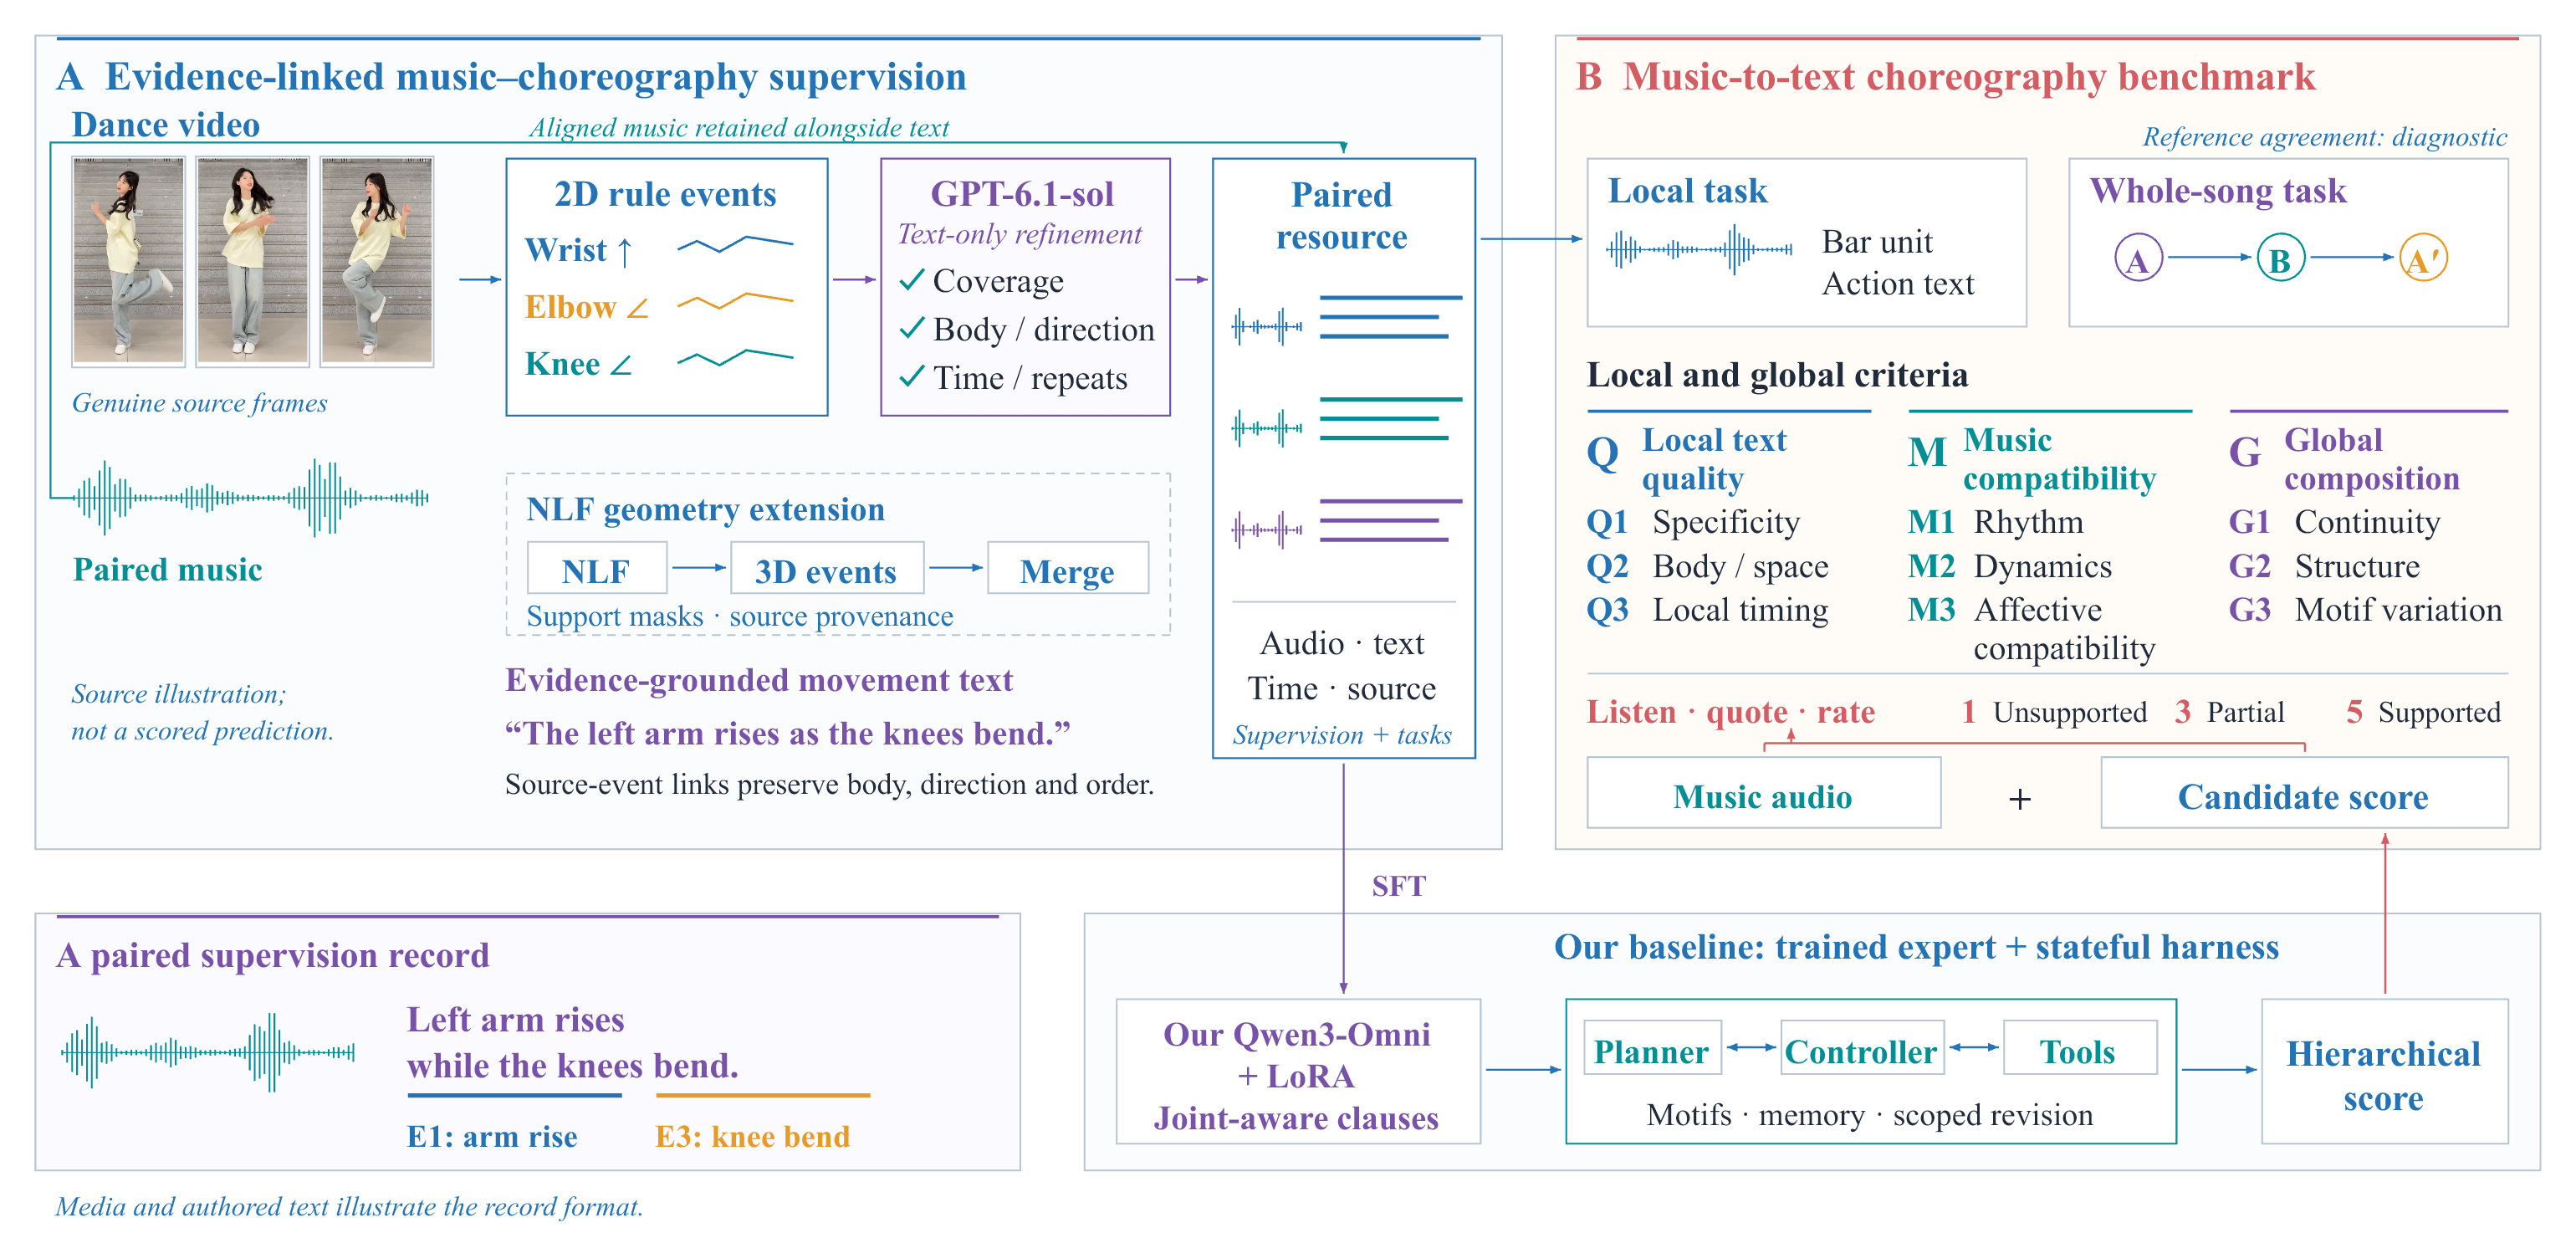 A Evidence-linked music–choreography supervision
Dance video
Aligned music retained alongside text
Genuine source frames
Paired music
Source illustration;
not a scored prediction.
2D rule events
Wrist ↑
Elbow ∠
Knee ∠
GPT-6.1-sol
Text-only refinement
✓ Coverage
✓ Body / direction
✓ Time / repeats
NLF geometry extension
NLF
3D events
Merge
Support masks · source provenance
Evidence-grounded movement text
“The left arm rises as the knees bend.”
Source-event links preserve body, direction and order.
Paired
resource
Audio · text
Time · source
Supervision + tasks
SFT
B Music-to-text choreography benchmark
Reference agreement: diagnostic
Local task
Bar unit
Action text
Whole-song task
A
B
A′
Local and global criteria
Q Local text
quality
Q1 Specificity
Q2 Body / space
Q3 Local timing
M Music
compatibility
M1 Rhythm
M2 Dynamics
M3 Affective
compatibility
G Global
composition
G1 Continuity
G2 Structure
G3 Motif variation
Listen · quote · rate
1 Unsupported
3 Partial
5 Supported
Music audio
+
Candidate score
A paired supervision record
Left arm rises
while the knees bend.
E1: arm rise
E3: knee bend
Media and authored text illustrate the record format.
Our baseline: trained expert + stateful harness
Our Qwen3-Omni
+ LoRA
Joint-aware clauses
Planner
Controller
Tools
Motifs · memory · scoped revision
Hierarchical
score